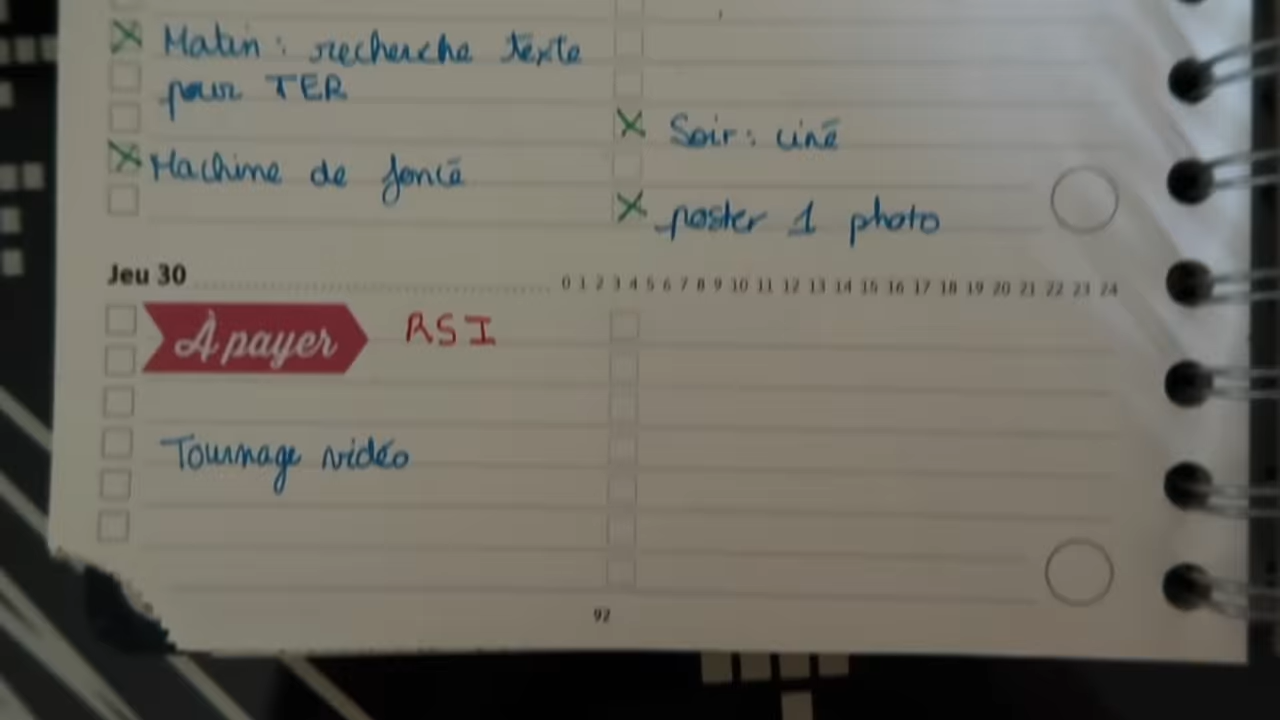 Matin : recherche texte
pour TER
Machine de foncé
Soir : ciné
poster 1 photo
Jeu 30
0 1 2 3 4 5 6 7 8 9 10 11 12 13 14 15 16 17 18 19 20 21 22 23 24
À payer RSI
Tournage vidéo
92